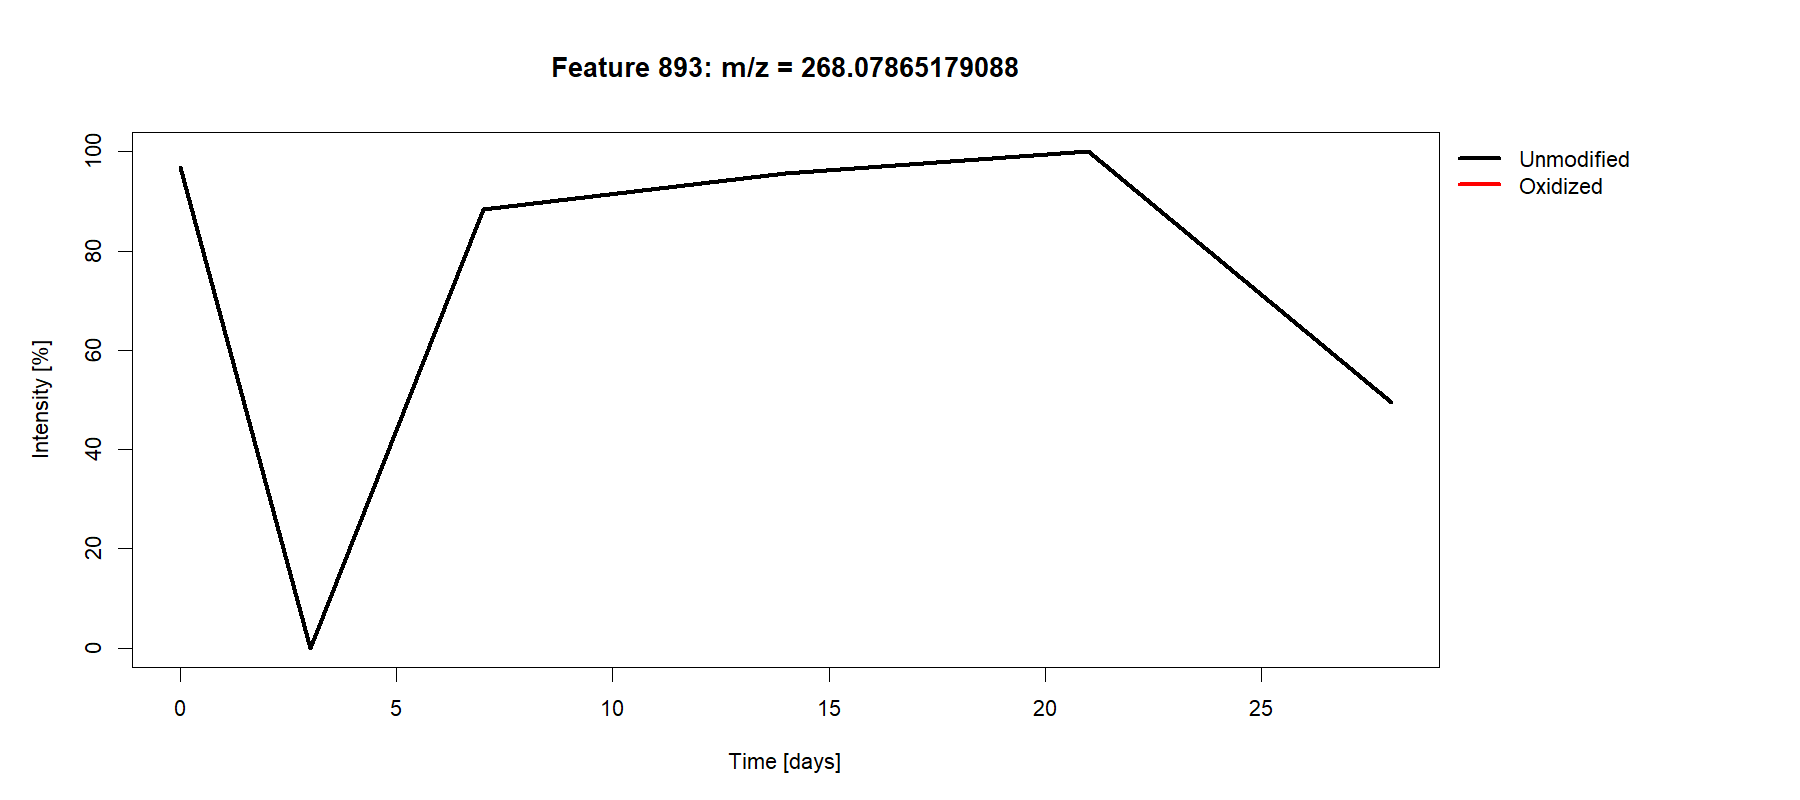 Feature 893: m/z = 268.07865179088
Unmodified
Oxidized
Intensity [%]
100
80
60
40
20
0
0 5 10 15 20 25
Time [days]